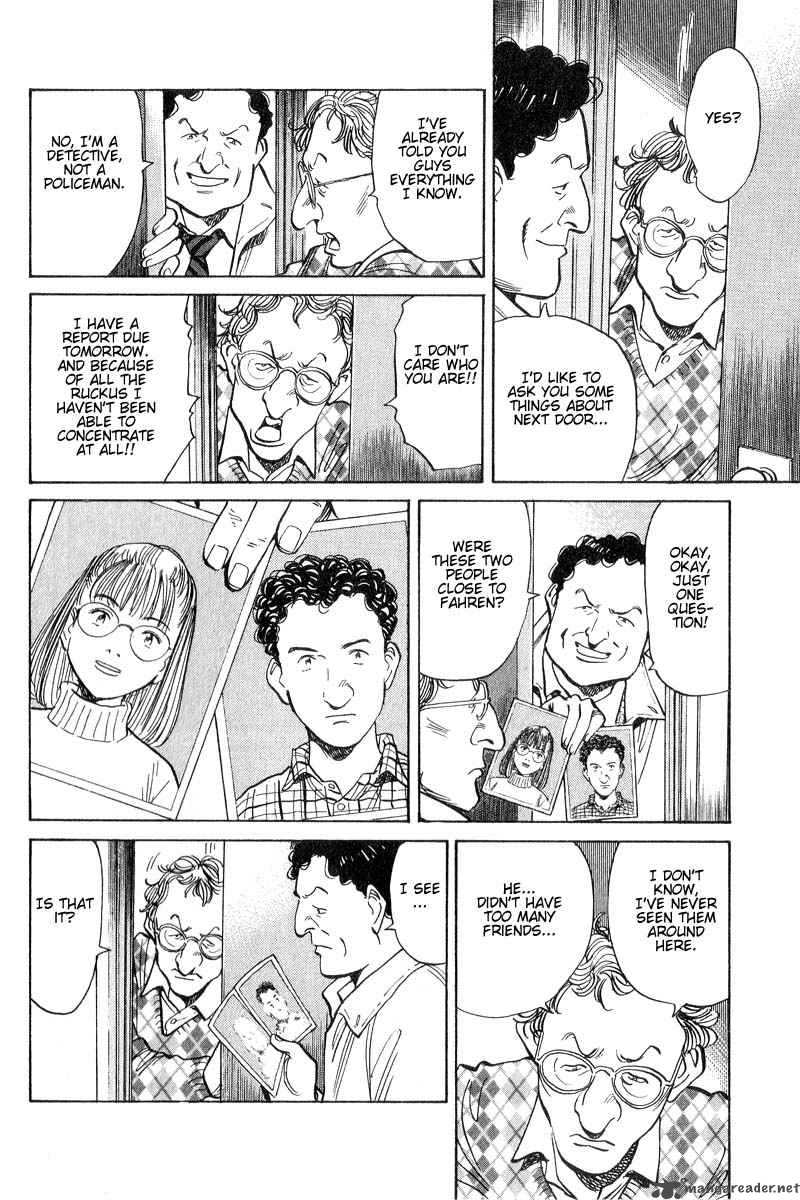 YES?
I'D LIKE TO
ASK YOU SOME
THINGS ABOUT
NEXT DOOR...
I'VE
ALREADY
TOLD YOU
GUYS
EVERYTHING
I KNOW.
NO, I'M A
DETECTIVE,
NOT A
POLICEMAN.
I DON'T
CARE WHO
YOU ARE!!
I HAVE A
REPORT DUE
TOMORROW.
AND BECAUSE
OF ALL THE
RUCKUS I
HAVEN'T BEEN
ABLE TO
CONCENTRATE
AT ALL!!
OKAY,
OKAY,
JUST
ONE
QUES-
TION!
WERE
THESE TWO
PEOPLE
CLOSE TO
FAHREN?
I DON'T
KNOW,
I'VE NEVER
SEEN THEM
AROUND
HERE.
HE...
DIDN'T HAVE
TOO MANY
FRIENDS...
I SEE
...
IS THAT
IT?
mangareader.net